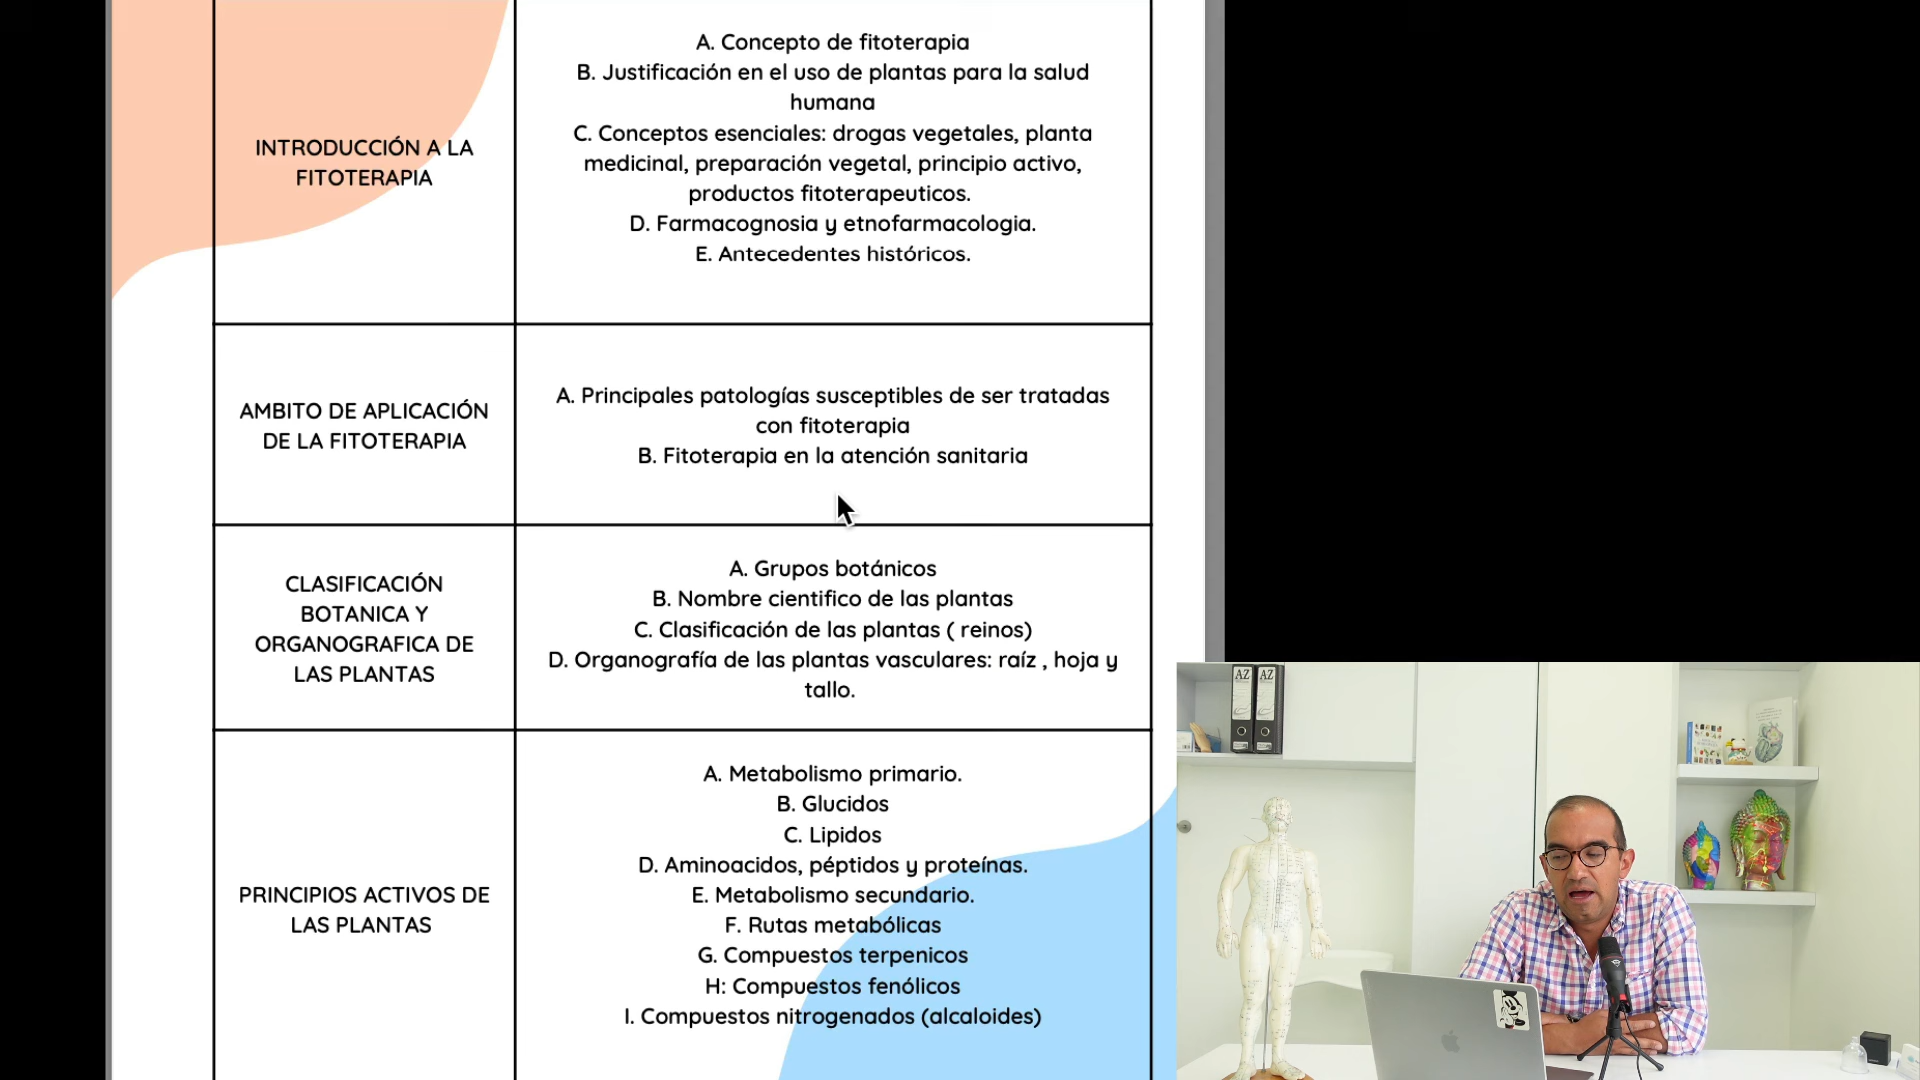 INTRODUCCIÓN A LA
FITOTERAPIA
A. Concepto de fitoterapia
B. Justificación en el uso de plantas para la salud
humana
C. Conceptos esenciales: drogas vegetales, planta
medicinal, preparación vegetal, principio activo,
productos fitoterapeuticos.
D. Farmacognosia y etnofarmacologia.
E. Antecedentes históricos.
AMBITO DE APLICACIÓN
DE LA FITOTERAPIA
A. Principales patologías susceptibles de ser tratadas
con fitoterapia
B. Fitoterapia en la atención sanitaria
CLASIFICACIÓN
BOTANICA Y
ORGANOGRAFICA DE
LAS PLANTAS
A. Grupos botánicos
B. Nombre cientifico de las plantas
C. Clasificación de las plantas ( reinos)
D. Organografía de las plantas vasculares: raíz , hoja y
tallo.
PRINCIPIOS ACTIVOS DE
LAS PLANTAS
A. Metabolismo primario.
B. Glucidos
C. Lipidos
D. Aminoacidos, péptidos y proteínas.
E. Metabolismo secundario.
F. Rutas metabólicas
G. Compuestos terpenicos
H: Compuestos fenólicos
I. Compuestos nitrogenados (alcaloides)
AZ
AZ